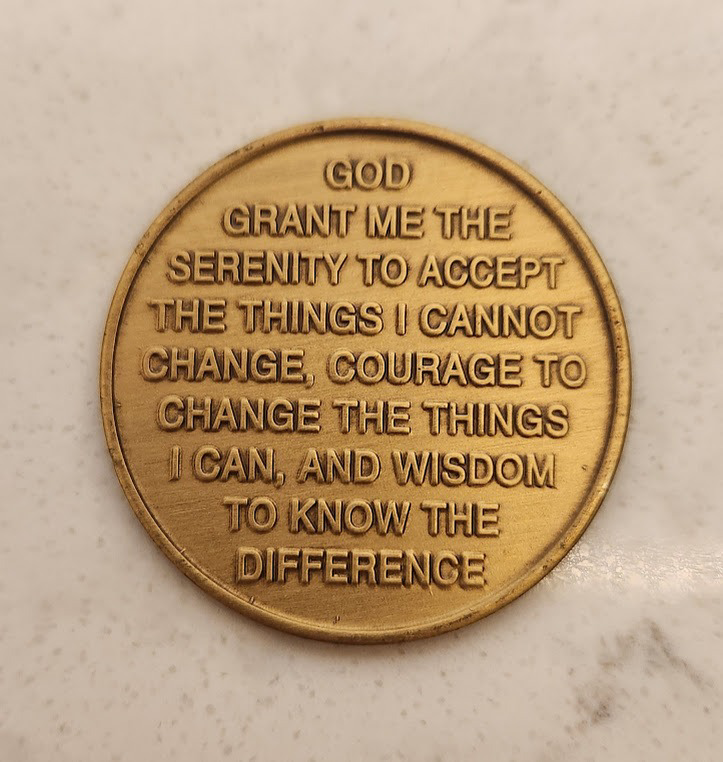 GOD
GRANT ME THE
SERENITY TO ACCEPT
THE THINGS I CANNOT
CHANGE, COURAGE TO
CHANGE THE THINGS
I CAN, AND WISDOM
TO KNOW THE
DIFFERENCE